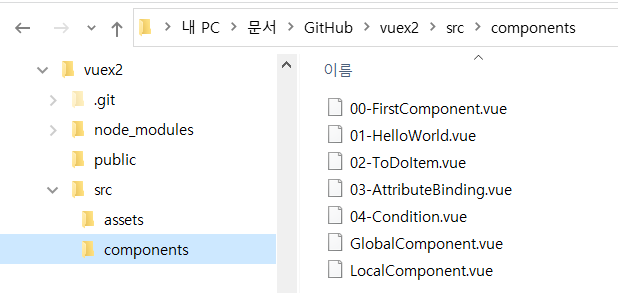 내 PC > 문서 > GitHub > vuex2 > src > components
vuex2
.git
node_modules
public
src
assets
components
이름
00-FirstComponent.vue
01-HelloWorld.vue
02-ToDoItem.vue
03-AttributeBinding.vue
04-Condition.vue
GlobalComponent.vue
LocalComponent.vue